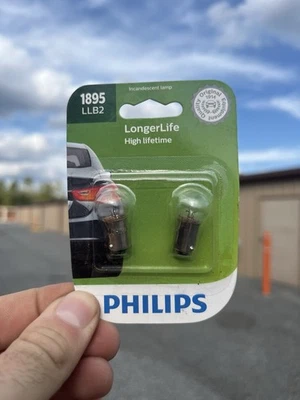 Incandescent lamp
1895
LLB2
LongerLife
High lifetime
PHILIPS